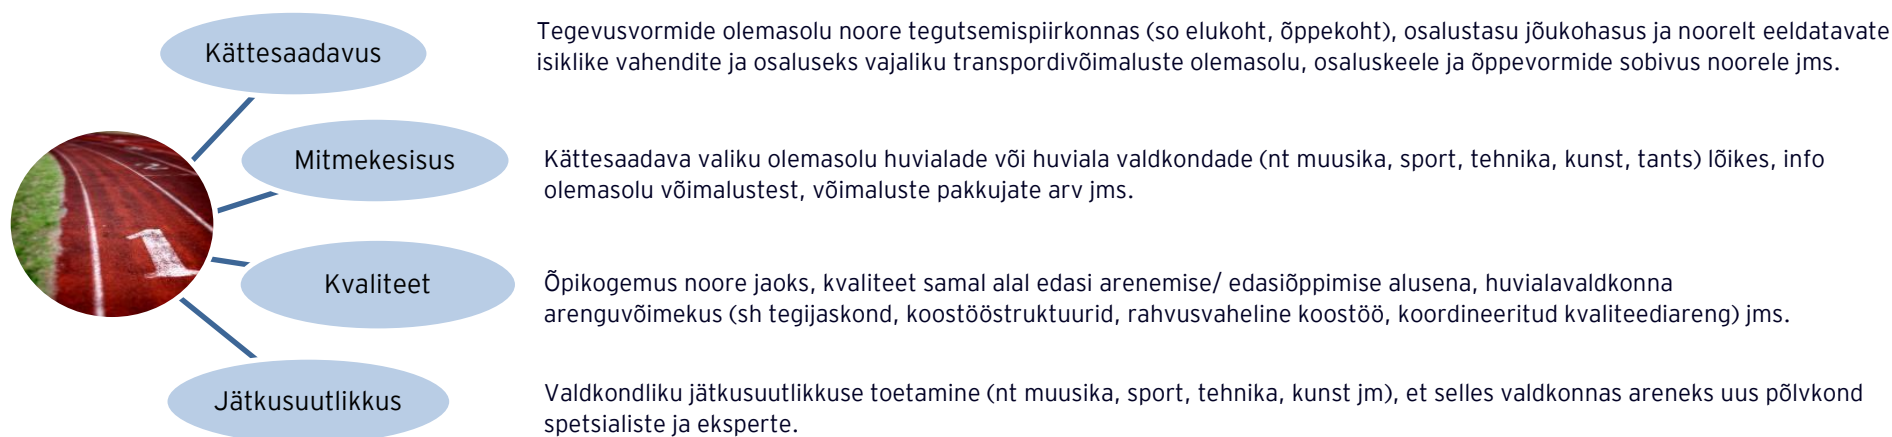 Kättesaadavus
Tegevusvormide olemasolu noore tegutsemispiirkonnas (so elukoht, õppekoht), osalustasu jõukohasus ja noorelt eeldatavate
isiklike vahendite ja osaluseks vajaliku transpordivõimaluste olemasolu, osaluskeele ja õppevormide sobivus noorele jms.
Mitmekesisus
Kättesaadava valiku olemasolu huvialade või huviala valdkondade (nt muusika, sport, tehnika, kunst, tants) lõikes, info
olemasolu võimalustest, võimaluste pakkujate arv jms.
Kvaliteet
Õpikogemus noore jaoks, kvaliteet samal alal edasi arenemise/ edasiõppimise alusena, huvialavaldkonna
arenguvõimekus (sh tegijaskond, koostööstruktuurid, rahvusvaheline koostöö, koordineeritud kvaliteediareng) jms.
Jätkusuutlikkus
Valdkondliku jätkusuutlikkuse toetamine (nt muusika, sport, tehnika, kunst jm), et selles valdkonnas areneks uus põlvkond
spetsialiste ja eksperte.
1